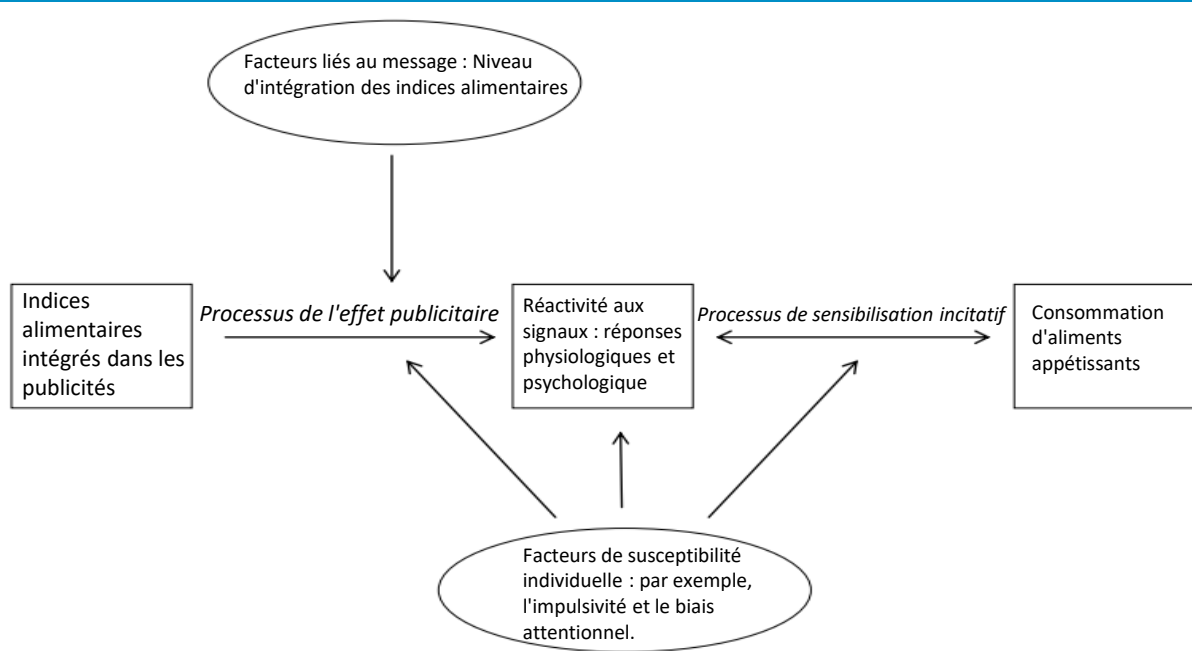 Facteurs liés au message : Niveau
d'intégration des indices alimentaires
Indices
alimentaires
intégrés dans les
publicités
Processus de l'effet publicitaire
Réactivité aux
signaux : réponses
physiologiques et
psychologique
Processus de sensibilisation incitatif
Consommation
d'aliments
appétissants
Facteurs de susceptibilité
individuelle : par exemple,
l'impulsivité et le biais
attentionnel.